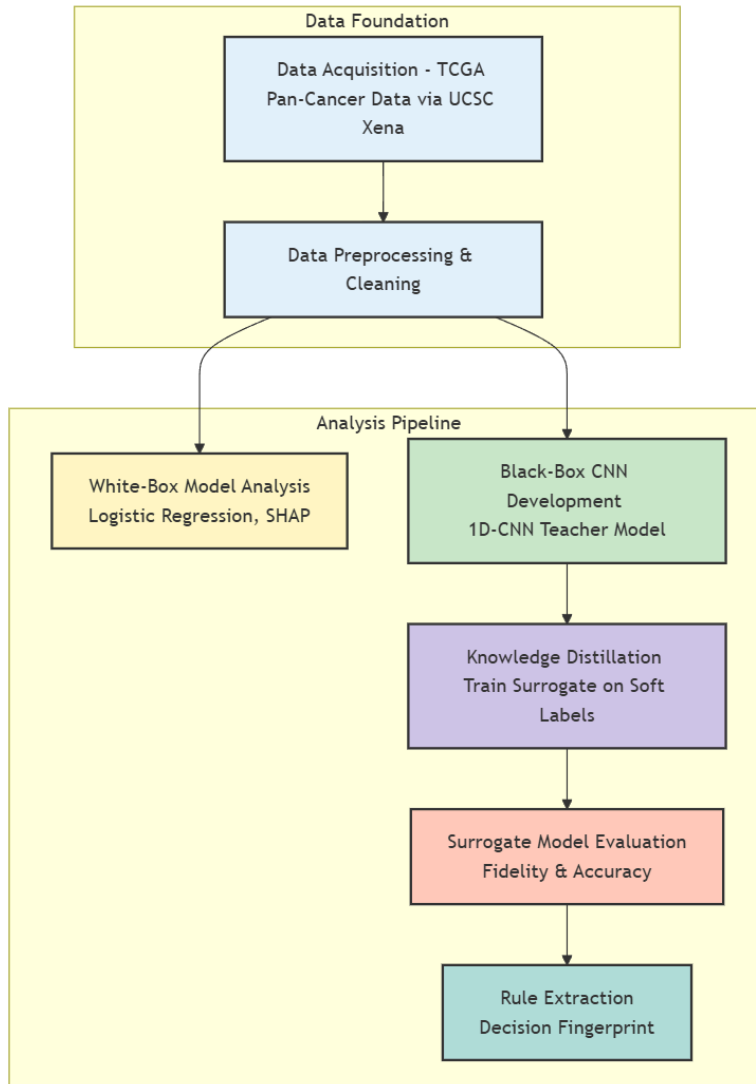 Data Foundation
Data Acquisition - TCGA
Pan-Cancer Data via UCSC
Xena
Data Preprocessing &
Cleaning
Analysis Pipeline
White-Box Model Analysis
Logistic Regression, SHAP
Black-Box CNN
Development
1D-CNN Teacher Model
Knowledge Distillation
Train Surrogate on Soft
Labels
Surrogate Model Evaluation
Fidelity & Accuracy
Rule Extraction
Decision Fingerprint